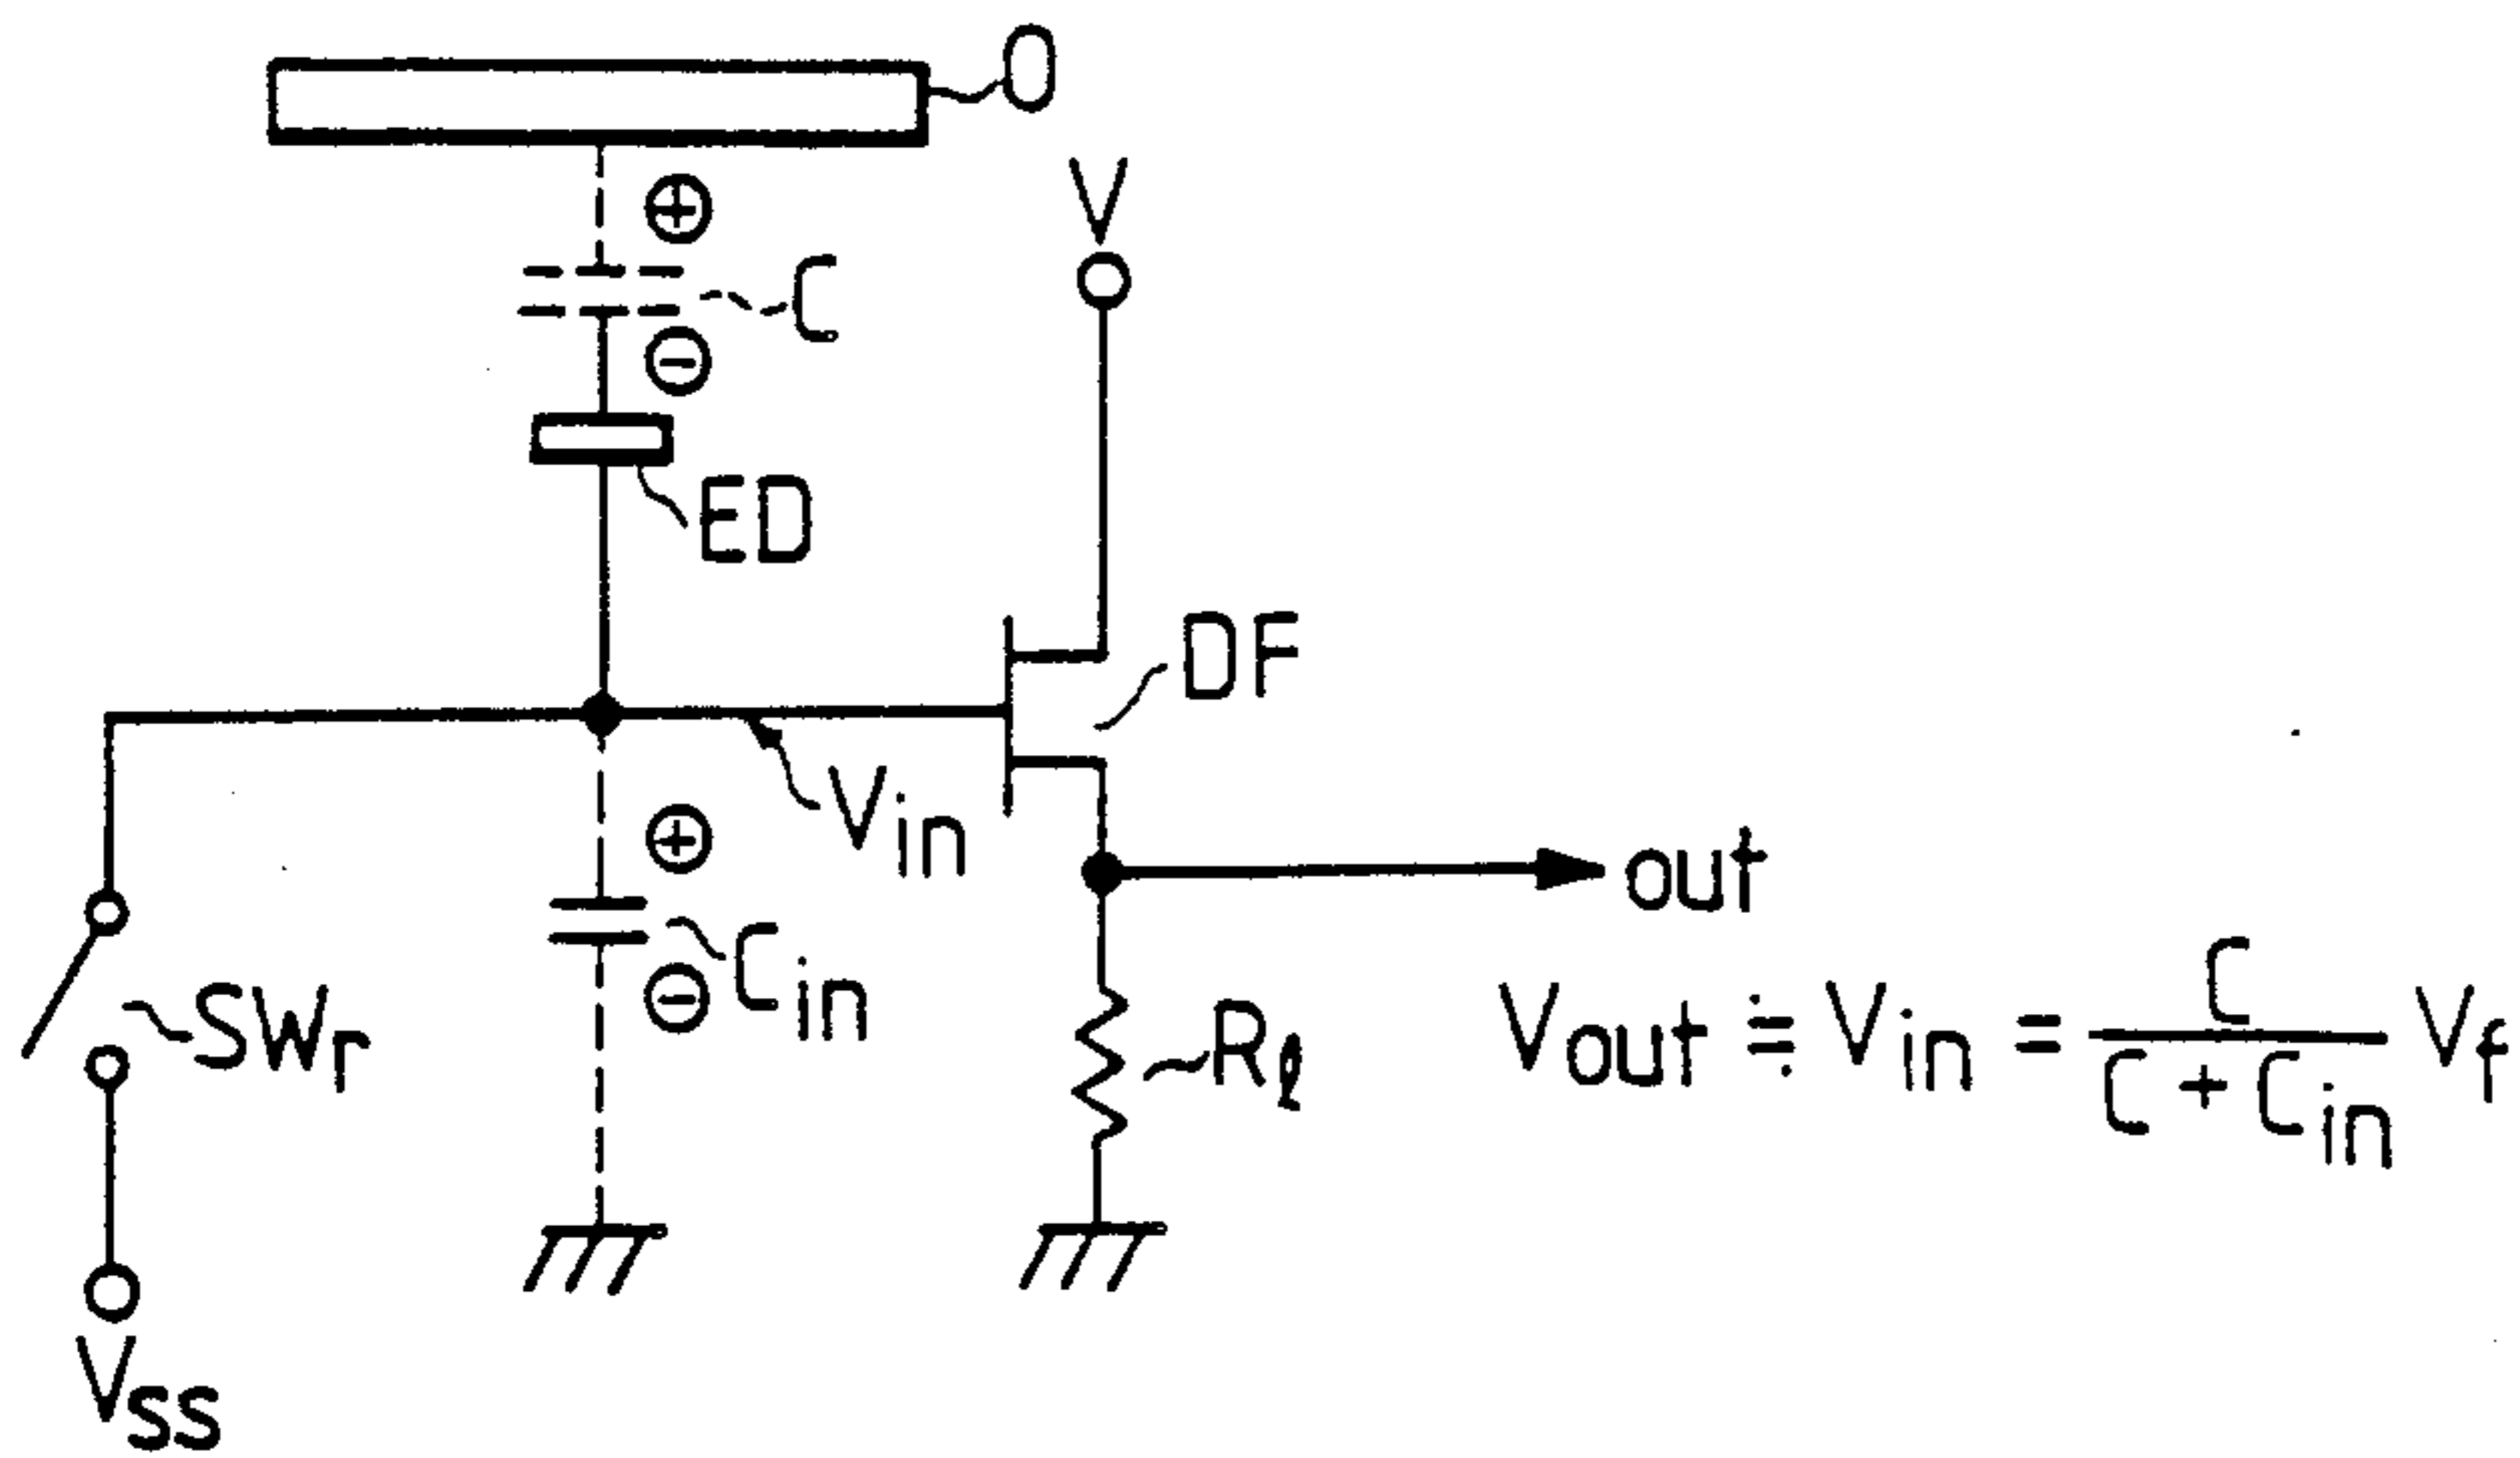 O
⊕
V
C
⊖
ED
DF
Vin
⊕
out
Cin
⊖
SWr
Rℓ
Vout ≒ Vin = C / (C + Cin) Vf
VSS